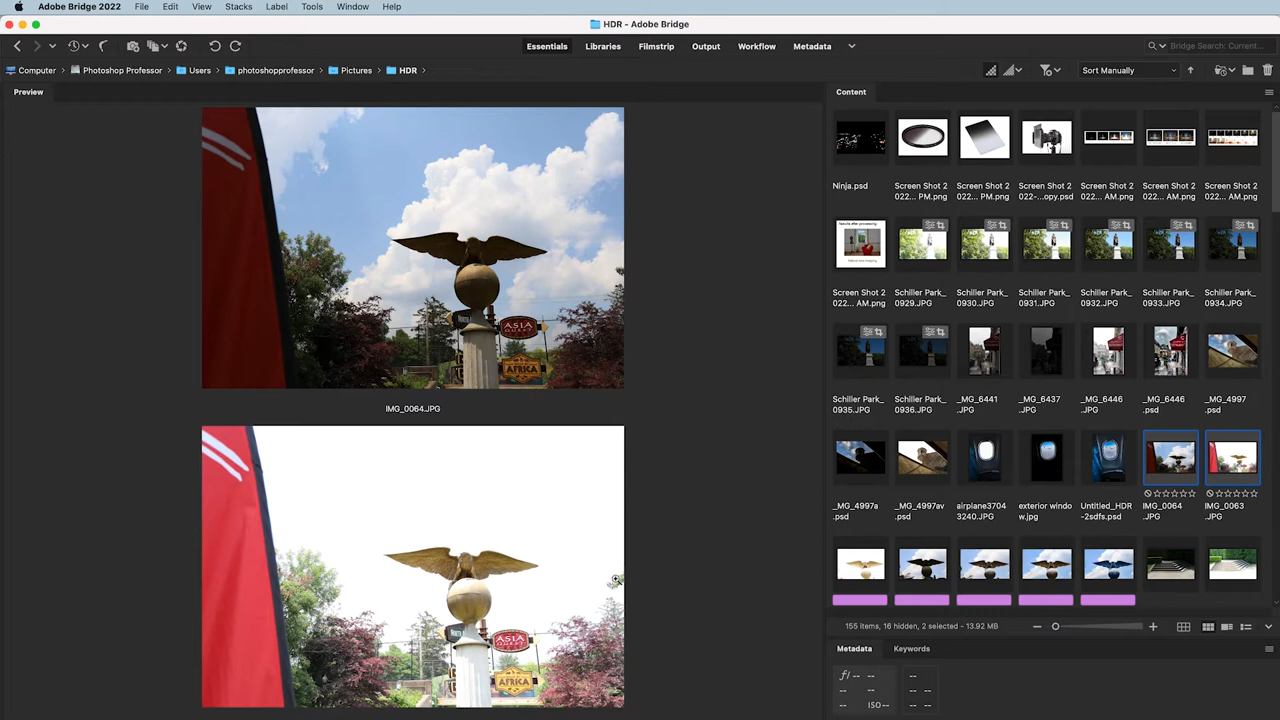 Adobe Bridge 2022 File Edit View Stacks Label Tools Window Help
HDR - Adobe Bridge
Essentials Libraries Filmstrip Output Workflow Metadata
Bridge Search: Current...
Computer Photoshop Professor Users photoshopprofessor Pictures HDR
Sort Manually
Preview
Content
Ninja.psd
Screen Shot 2
022... PM.png
Screen Shot 2
022... PM.png
Screen Shot 2
022-...opy.psd
Screen Shot 2
022... AM.png
Screen Shot 2
022... AM.png
Screen Shot 2
022... AM.png
Screen Shot 2
022... AM.png
Schiller Park_
0929.JPG
Schiller Park_
0930.JPG
Schiller Park_
0931.JPG
Schiller Park_
0932.JPG
Schiller Park_
0933.JPG
Schiller Park_
0934.JPG
Schiller Park_
0935.JPG
Schiller Park_
0936.JPG
_MG_6441
.JPG
_MG_6437
.JPG
_MG_6446
.JPG
_MG_6446
.psd
_MG_4997
.psd
_MG_4997a
.psd
_MG_4997av
.psd
airplane3704
3240.JPG
exterior windo
w.jpg
Untitled_HDR
-2sdfs.psd
IMG_0064
.JPG
IMG_0063
.JPG
ASIA
QUEST
AFRICA
IMG_0064.JPG
ASIA
QUEST
AFRICA
155 items, 16 hidden, 2 selected - 13.92 MB
Metadata Keywords
ƒ/ -- --
-- --
-- ISO --
--
-- --
-- --